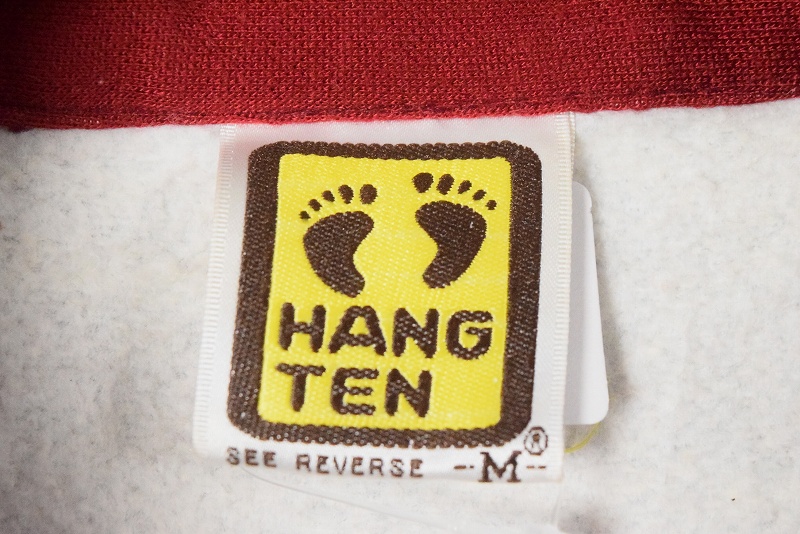 HANG
TEN
®
SEE REVERSE --M--